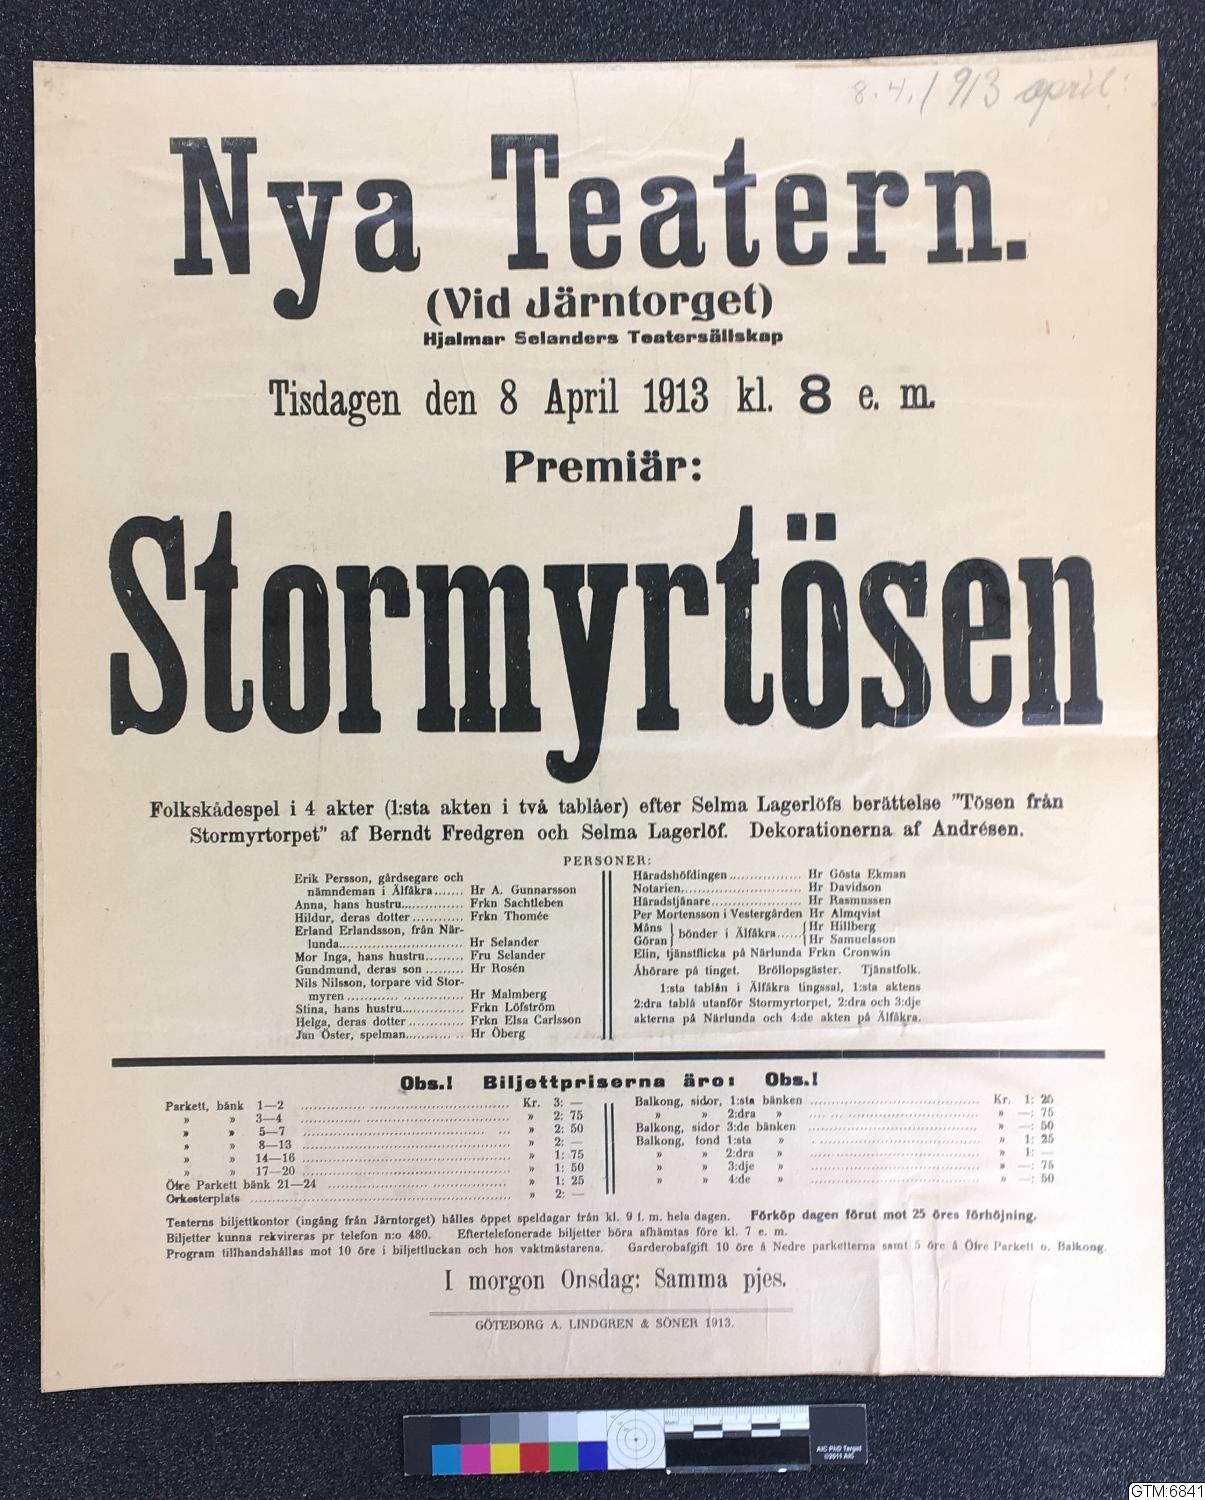 8.4./913 april:
Nya Teatern.
(Vid Järntorget)
Hjalmar Selanders Teatersällskap
Tisdagen den 8 April 1913 kl. 8 e. m.
Premiär:
Stormyrtösen
Folkskådespel i 4 akter (1:sta akten i två tablåer) efter Selma Lagerlöfs berättelse "Tösen från
Stormyrtorpet" af Berndt Fredgren och Selma Lagerlöf. Dekorationerna af Andrésen.
PERSONER:
Erik Persson, gårdsegare och
nämndeman i Älfåkra....... Hr A. Gunnarsson
Anna, hans hustru............ Frkn Sachtleben
Hildur, deras dotter ........... Frkn Thomée
Erland Erlandsson, från När-
lunda.......................... Hr Selander
Mor Inga, hans hustru......... Fru Selander
Gundmund, deras son ......... Hr Rosén
Nils Nilsson, torpare vid Stor-
myren ............ .................... Hr Malmberg
Stina, hans hustru............... Frkn Löfström
Helga, deras dotter ............. Frkn Elsa Carlsson
Jan Öster, spelman........... .. Hr Öberg
Häradshöfdingen ................. Hr Gösta Ekman
Notarien............................. Hr Davidson
Häradstjänare...................... Hr Rasmussen
Per Mortensson i Vestergården Hr Almqvist
Måns } bönder i Älfåkra...... { Hr Hillberg
Göran Hr Samuelsson
Elin, tjänstflicka på Närlunda Frkn Cronwin
Åhörare på tinget. Bröllopsgäster. Tjänstfolk.
1:sta tablån i Älfåkra tingssal, 1:sta aktens
2:dra tablå utanför Stormyrtorpet, 2:dra och 3:dje
akterna på Närlunda och 4:de akten på Älfåkra.
Obs.! Biljettpriserna äro: Obs.!
Parkett, bänk 1—2 .......... Kr. 3: —
» » 3—4 .......... » 2: 75
» » 5—7 .......... » 2: 50
» » 8—13 .......... » 2: —
» » 14—16 .......... » 1: 75
» » 17—20 .......... » 1: 50
Öfre Parkett bänk 21—24 .......... » 1: 25
Orkesterplats .......... » 2: —
Balkong, sidor, 1:sta bänken .......... Kr. 1: 25
» » 2:dra » .......... » —: 75
Balkong, sidor 3:de bänken .......... » —: 50
Balkong, fond 1:sta » .......... » 1: 25
» » 2:dra » .......... » 1: —
» » 3:dje » .......... » —: 75
» » 4:de » .......... » —: 50
Teaterns biljettkontor (ingång från Järntorget) hålles öppet speldagar från kl. 9 f. m. hela dagen. Förköp dagen förut mot 25 öres förhöjning.
Biljetter kunna rekvireras pr telefon n:o 480. Eftertelefonerade biljetter böra afhämtas före kl. 7 e. m.
Program tillhandahållas mot 10 öre i biljettluckan och hos vaktmästarena. Garderobafgift 10 öre å Nedre parketterna samt 5 öre å Öfre Parkett o. Balkong.
I morgon Onsdag: Samma pjes.
GÖTEBORG A. LINDGREN & SÖNER 1913.
AIC PhD Target
©2011 AIC
GTM:6841